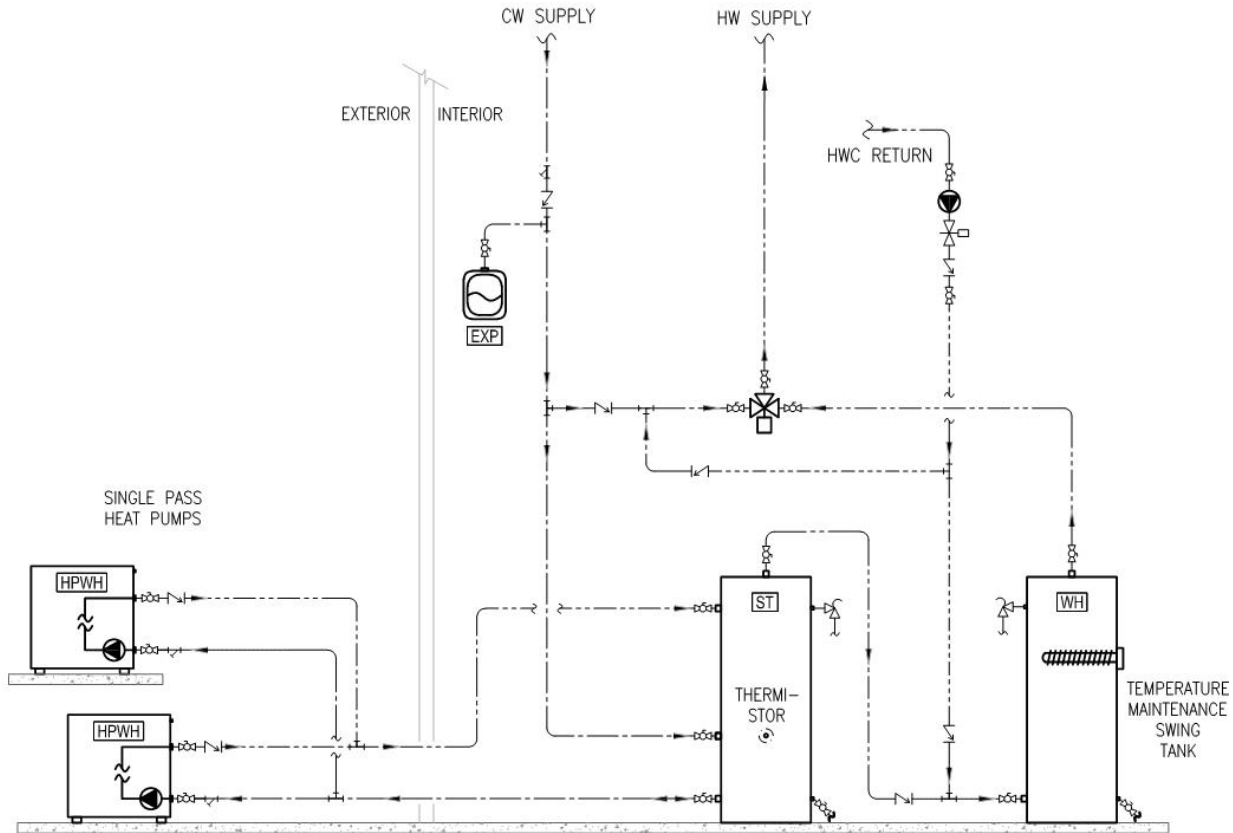 CW SUPPLY
HW SUPPLY
EXTERIOR
INTERIOR
HWC RETURN
EXP
SINGLE PASS
HEAT PUMPS
HPWH
ST
WH
THERMI-
STOR
TEMPERATURE
MAINTENANCE
SWING
TANK
HPWH